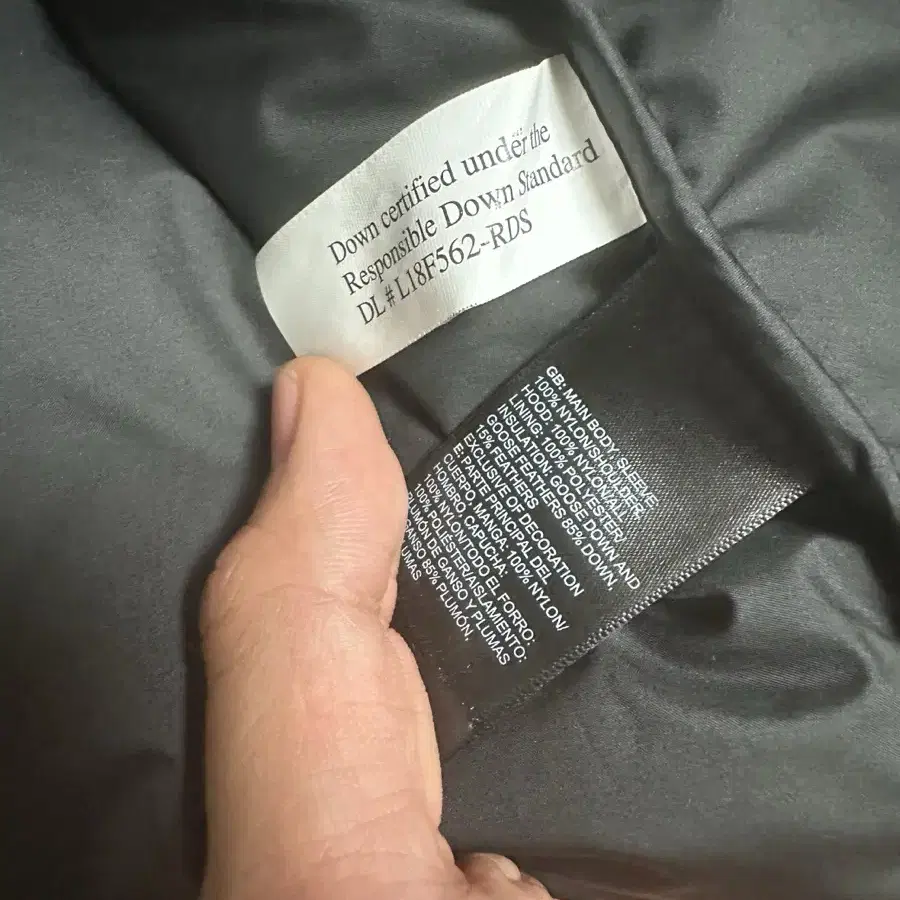 Down certified under the
Responsible Down Standard
DL # L18F562-RDS
GB: MAIN BODY, SLEEVE,
100% NYLON/SHOULDER,
HOOD: 100% NYLON/ALL
LINING: 100% POLYESTER/
INSULATION: GOOSE DOWN AND
GOOSE FEATHERS 85% DOWN,
15% FEATHERS
EXCLUSIVE OF DECORATION
E: PARTE PRINCIPAL DEL
CUERPO, MANGA: 100% NYLON/
HOMBRO, CAPUCHA:
100% NYLON/TODO EL FORRO:
100% POLIÉSTER/AISLAMIENTO:
PLUMÓN DE GANSO Y PLUMAS
GANSO 85% PLUMÓN,